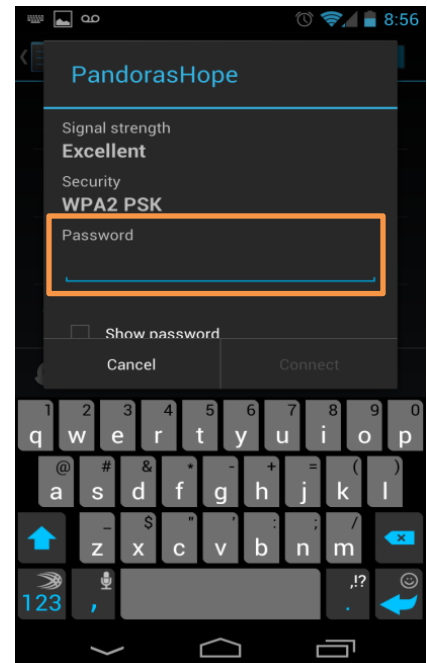 8:56
PandorasHope
Signal strength
Excellent
Security
WPA2 PSK
Password
Show password
Cancel Connect
1 2 3 4 5 6 7 8 9 0
q w e r t y u i o p
@ # & * - + = ( )
a s d f g h j k l
_ $ " ' : ; /
z x c v b n m
,!?
123 , .